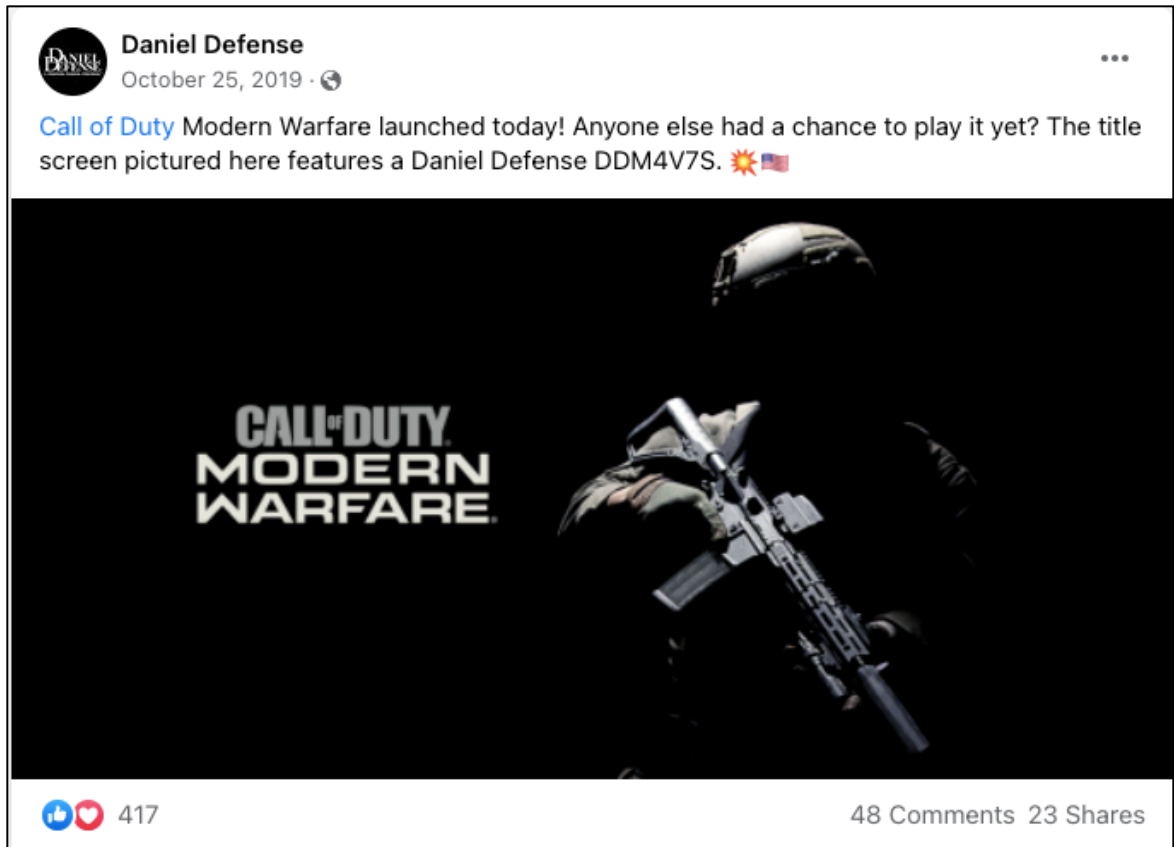 DANIEL
DEFENSE
Daniel Defense
October 25, 2019 ·
Call of Duty Modern Warfare launched today! Anyone else had a chance to play it yet? The title
screen pictured here features a Daniel Defense DDM4V7S. 💥🇺🇸
CALL OF DUTY®
MODERN
WARFARE®
417
48 Comments 23 Shares